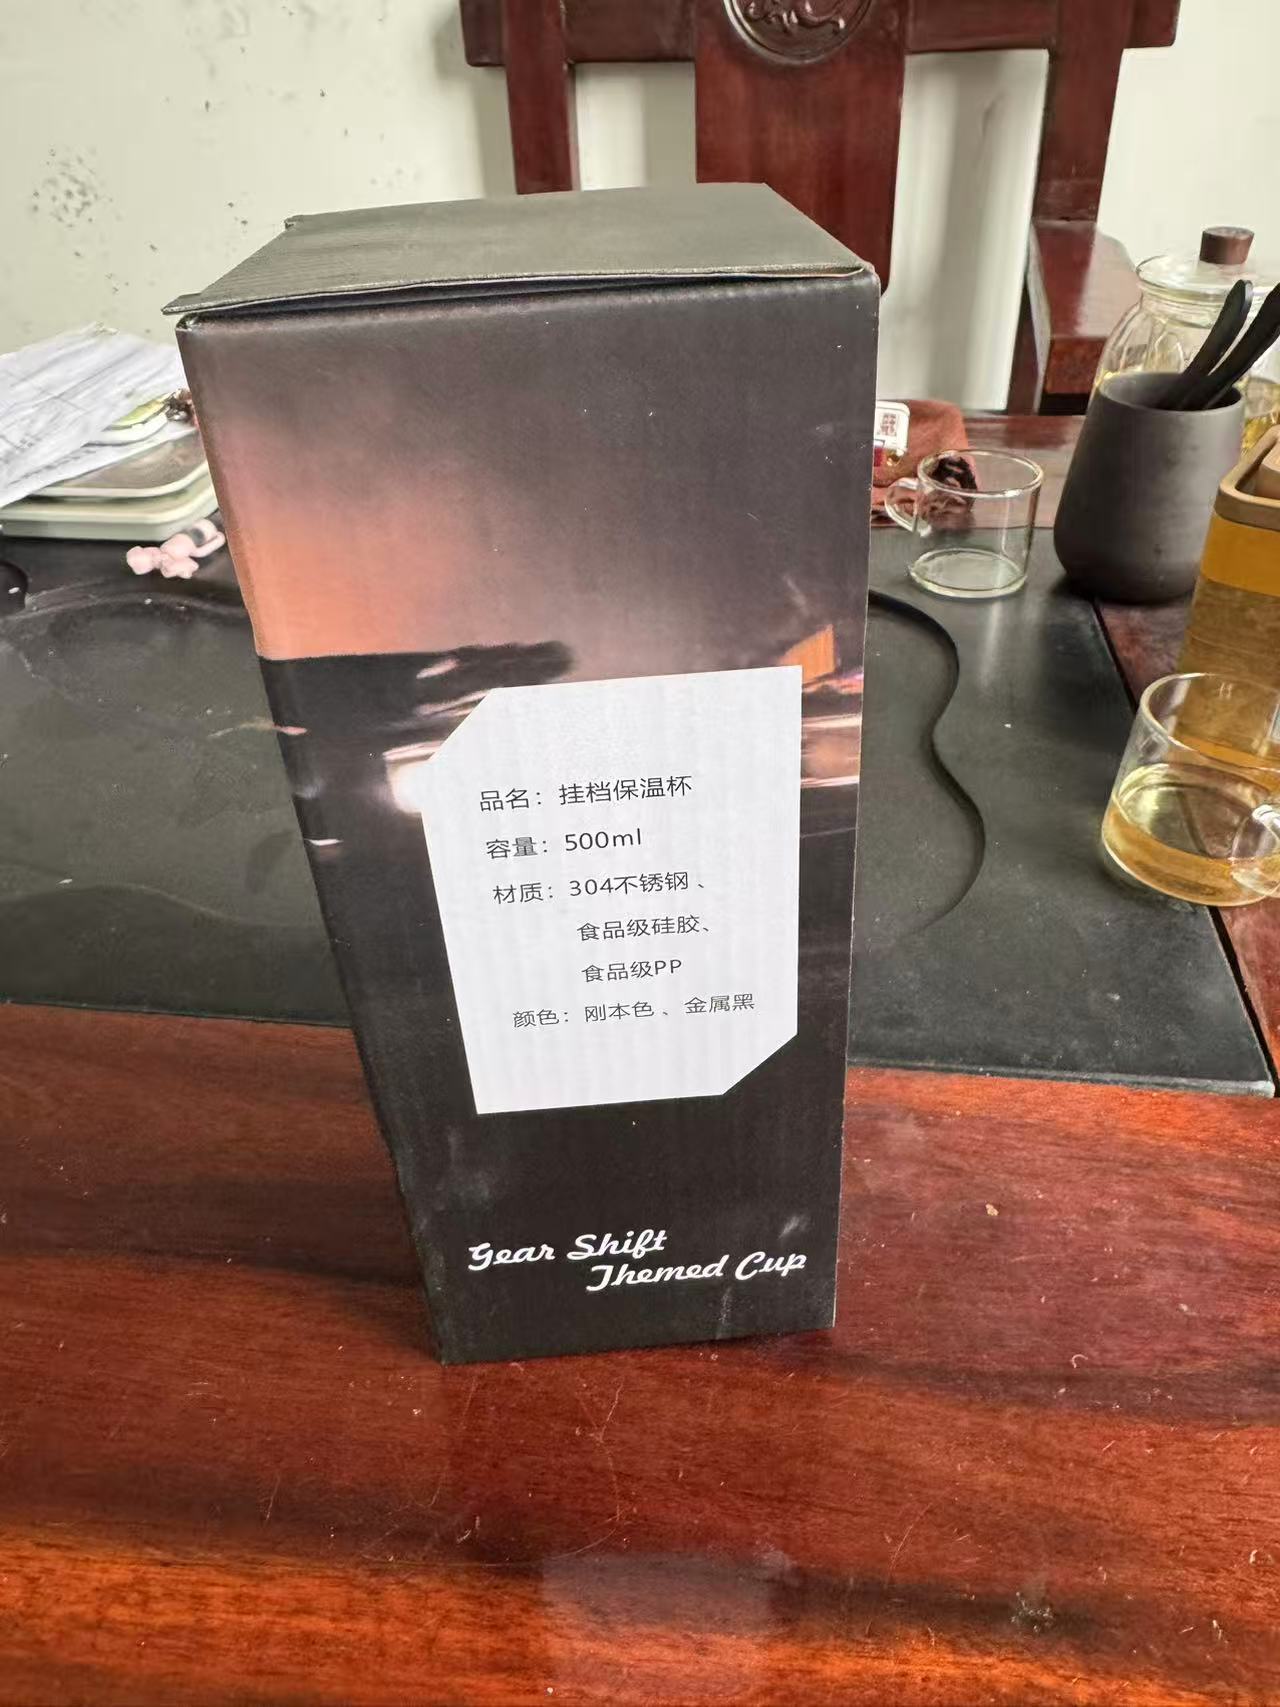 品名：挂档保温杯
容量：500ml
材质：304不锈钢、
食品级硅胶、
食品级PP
颜色：刚本色、金属黑
Gear Shift
Themed Cup